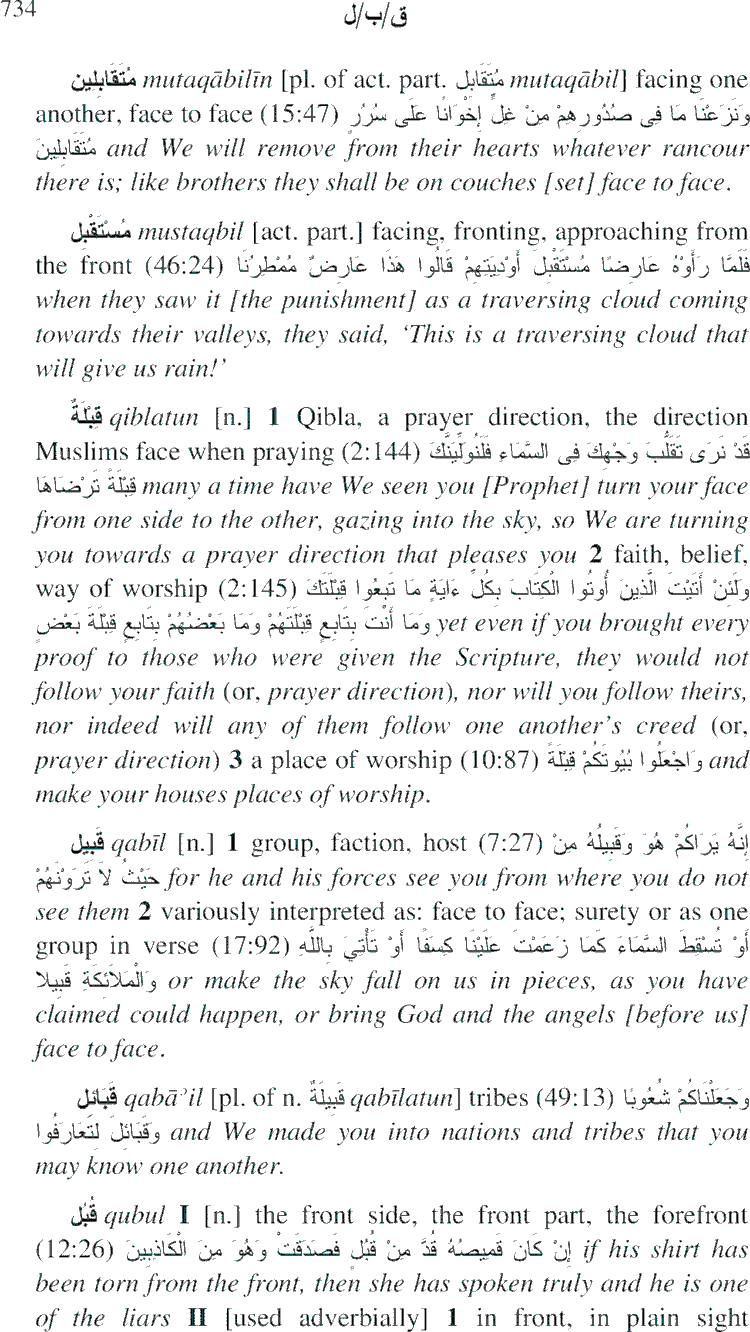 734 ق/ب/ل
مُتَقَابِلِين mutaqābilīn [pl. of act. part. مُتَقَابِل mutaqābil] facing one
another, face to face (15:47) وَنَزَعْنَا مَا فِى صُدُورِهِمْ مِنْ غِلٍّ إِخْوَانًا عَلَى سُرُرٍ
مُتَقَابِلِينَ and We will remove from their hearts whatever rancour
there is; like brothers they shall be on couches [set] face to face.
مُسْتَقْبِل mustaqbil [act. part.] facing, fronting, approaching from
the front (46:24) فَلَمَّا رَأَوْهُ عَارِضًا مُسْتَقْبِلَ أَوْدِيَتِهِمْ قَالُوا هَذَا عَارِضٌ مُمْطِرُنَا
when they saw it [the punishment] as a traversing cloud coming
towards their valleys, they said, ‘This is a traversing cloud that
will give us rain!’
قِبْلَةٌ qiblatun [n.] 1 Qibla, a prayer direction, the direction
Muslims face when praying (2:144) قَدْ نَرَى تَقَلُّبَ وَجْهِكَ فِى السَّمَاءِ فَلَنُوَلِّيَنَّكَ
قِبْلَةً تَرْضَاهَا many a time have We seen you [Prophet] turn your face
from one side to the other, gazing into the sky, so We are turning
you towards a prayer direction that pleases you 2 faith, belief,
way of worship (2:145) وَلَئِنْ أَتَيْتَ الَّذِينَ أُوتُوا الْكِتَابَ بِكُلِّ ءَايَةٍ مَا تَبِعُوا قِبْلَتَكَ
وَمَا أَنْتَ بِتَابِعٍ قِبْلَتَهُمْ وَمَا بَعْضُهُمْ بِتَابِعٍ قِبْلَةَ بَعْضٍ yet even if you brought every
proof to those who were given the Scripture, they would not
follow your faith (or, prayer direction), nor will you follow theirs,
nor indeed will any of them follow one another’s creed (or,
prayer direction) 3 a place of worship (10:87) وَاجْعَلُوا بُيُوتَكُمْ قِبْلَةً and
make your houses places of worship.
قَبِيل qabīl [n.] 1 group, faction, host (7:27) إِنَّهُ يَرَاكُمْ هُوَ وَقَبِيلُهُ مِنْ
حَيْثُ لَا تَرَوْنَهُمْ for he and his forces see you from where you do not
see them 2 variously interpreted as: face to face; surety or as one
group in verse (17:92) أَوْ تُسْقِطَ السَّمَاءَ كَمَا زَعَمْتَ عَلَيْنَا كِسَفًا أَوْ تَأْتِيَ بِاللَّهِ
وَالْمَلَائِكَةِ قَبِيلا or make the sky fall on us in pieces, as you have
claimed could happen, or bring God and the angels [before us]
face to face.
قَبَائل qabāʾil [pl. of n. قَبِيلَةٌ qabīlatun] tribes (49:13) وَجَعَلْنَاكُمْ شُعُوبًا
وَقَبَائِلَ لِتَعَارَفُوا and We made you into nations and tribes that you
may know one another.
قُبُل qubul I [n.] the front side, the front part, the forefront
(12:26) إِنْ كَانَ قَمِيصُهُ قُدَّ مِنْ قُبُلٍ فَصَدَقَتْ وَهُوَ مِنَ الْكَاذِبِينَ if his shirt has
been torn from the front, then she has spoken truly and he is one
of the liars II [used adverbially] 1 in front, in plain sight